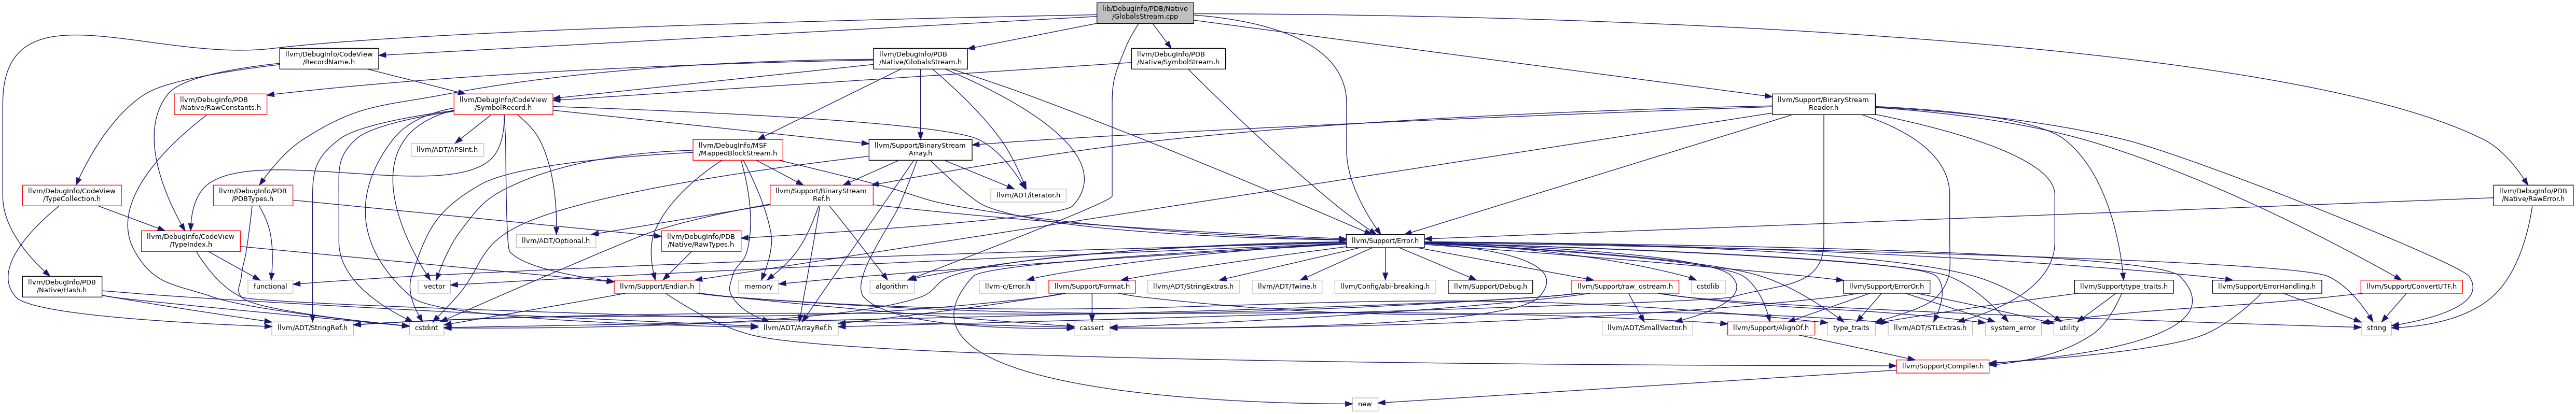 lib/DebugInfo/PDB/Native
/GlobalsStream.cpp
llvm/DebugInfo/CodeView
/RecordName.h
llvm/DebugInfo/PDB
/Native/GlobalsStream.h
llvm/DebugInfo/PDB
/Native/SymbolStream.h
llvm/DebugInfo/PDB
/Native/RawConstants.h
llvm/DebugInfo/CodeView
/SymbolRecord.h
llvm/Support/BinaryStream
Reader.h
llvm/ADT/APSInt.h
llvm/DebugInfo/MSF
/MappedBlockStream.h
llvm/Support/BinaryStream
Array.h
llvm/DebugInfo/CodeView
/TypeCollection.h
llvm/DebugInfo/PDB
/PDBTypes.h
llvm/Support/BinaryStream
Ref.h
llvm/ADT/iterator.h
llvm/DebugInfo/PDB
/Native/RawError.h
llvm/DebugInfo/CodeView
/TypeIndex.h
llvm/ADT/Optional.h
llvm/DebugInfo/PDB
/Native/RawTypes.h
llvm/Support/Error.h
llvm/DebugInfo/PDB
/Native/Hash.h
functional
vector
llvm/Support/Endian.h
memory
algorithm
llvm-c/Error.h
llvm/Support/Format.h
llvm/ADT/StringExtras.h
llvm/ADT/Twine.h
llvm/Config/abi-breaking.h
llvm/Support/Debug.h
llvm/Support/raw_ostream.h
cstdlib
llvm/Support/ErrorOr.h
llvm/Support/type_traits.h
llvm/Support/ErrorHandling.h
llvm/Support/ConvertUTF.h
llvm/ADT/StringRef.h
cstdint
llvm/ADT/ArrayRef.h
cassert
llvm/ADT/SmallVector.h
llvm/Support/AlignOf.h
type_traits
llvm/ADT/STLExtras.h
system_error
utility
string
llvm/Support/Compiler.h
new